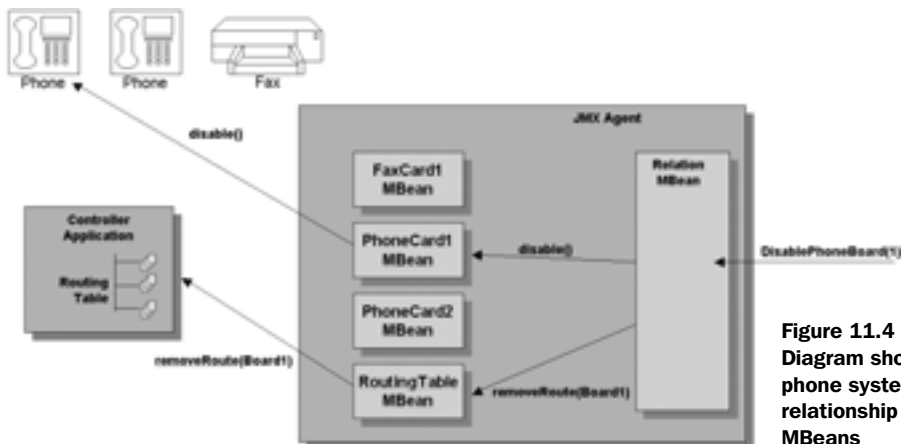 Phone
Phone
Fax
disable()
JMX Agent
FaxCard1
MBean
Relation
MBean
Controller
Application
Routing
Table
PhoneCard1
MBean
disable()
DisablePhoneBoard(1)
PhoneCard2
MBean
removeRoute(Board1)
RoutingTable
MBean
removeRoute(Board1)
Figure 11.4
Diagram sho
phone syste
relationship
MBeans